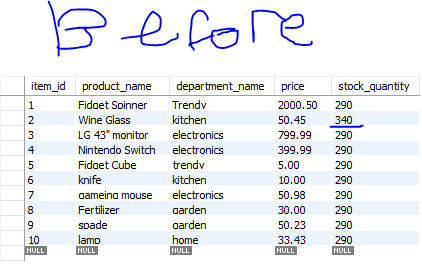 Before
item_id product_name department_name price stock_quantity
1 Fidget Spinner Trendy 2000.50 290
2 Wine Glass kitchen 50.45 340
3 LG 43" monitor electronics 799.99 290
4 Nintendo Switch electronics 399.99 290
5 Fidget Cube trendy 5.00 290
6 knife kitchen 10.00 290
7 gameing mouse electronics 50.98 290
8 Fertilizer garden 30.00 290
9 spade garden 50.23 290
10 lamp home 33.43 290
NULL NULL NULL NULL NULL